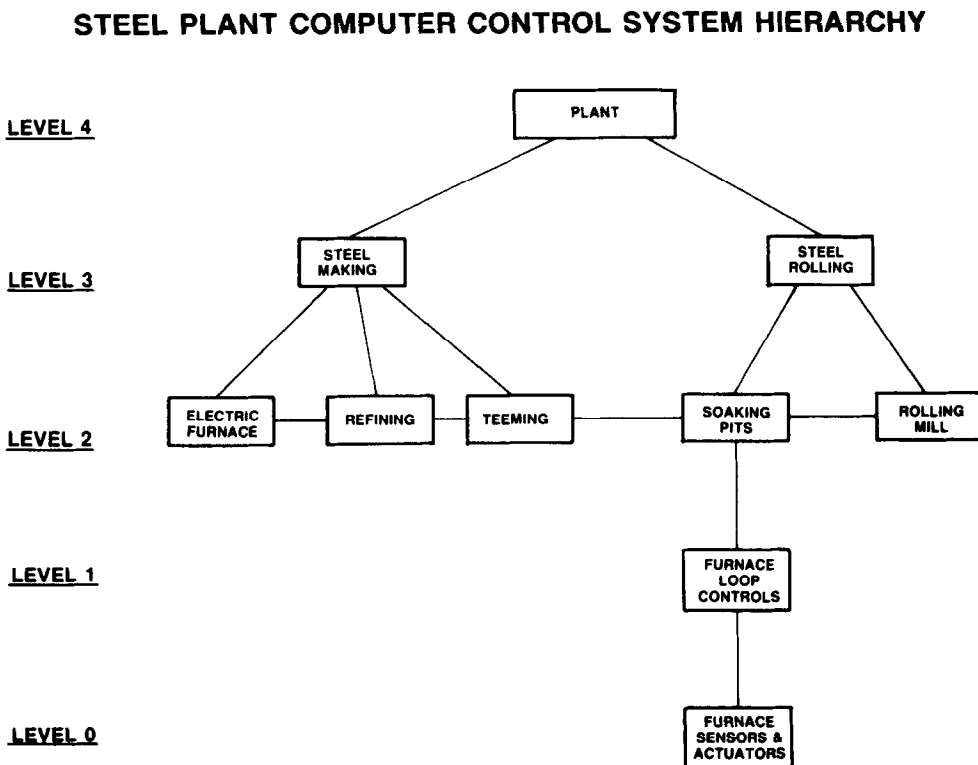 STEEL PLANT COMPUTER CONTROL SYSTEM HIERARCHY
LEVEL 4
PLANT
LEVEL 3
STEEL
MAKING
STEEL
ROLLING
LEVEL 2
ELECTRIC
FURNACE
REFINING
TEEMING
SOAKING
PITS
ROLLING
MILL
LEVEL 1
FURNACE
LOOP
CONTROLS
LEVEL 0
FURNACE
SENSORS &
ACTUATORS